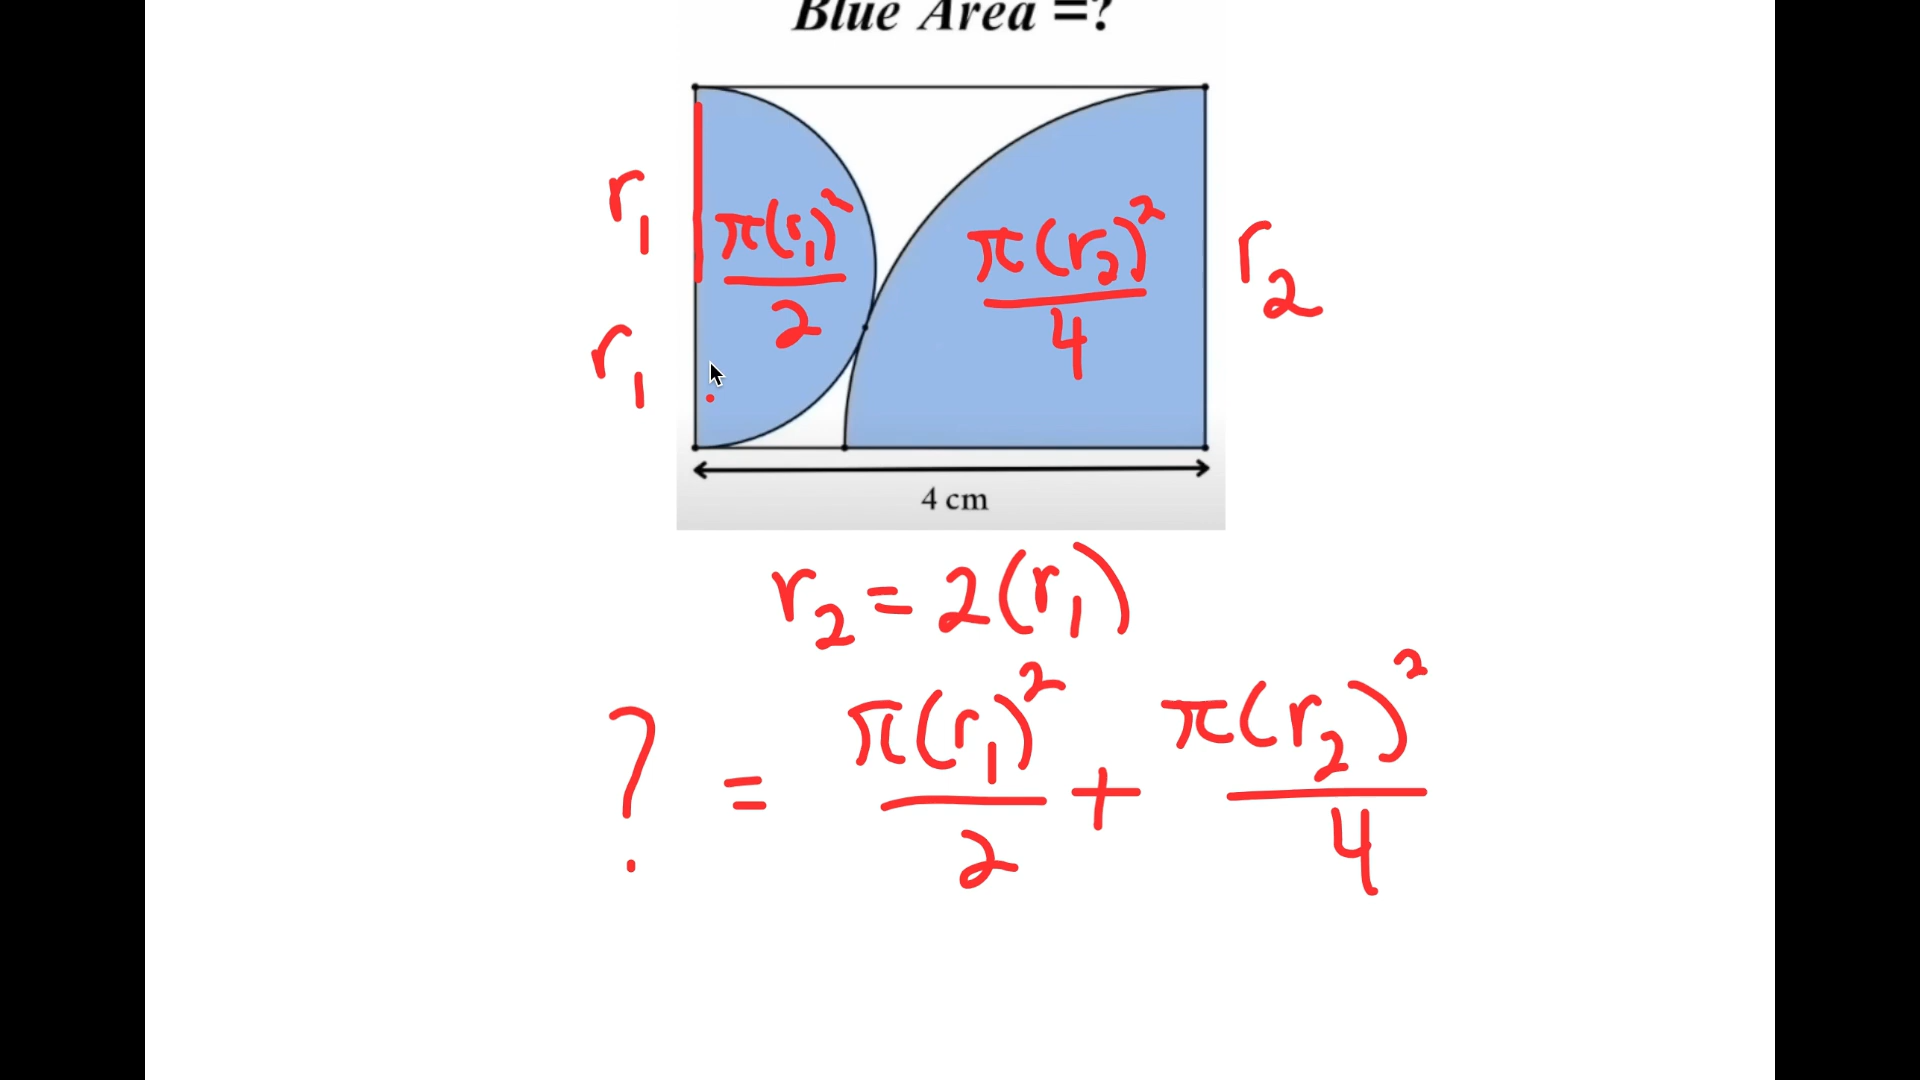 Blue Area =?
r₁
π(r₁)²/2
π(r₂)²/4
r₂
r₁
4 cm
r₂ = 2(r₁)
? = π(r₁)²/2 + π(r₂)²/4